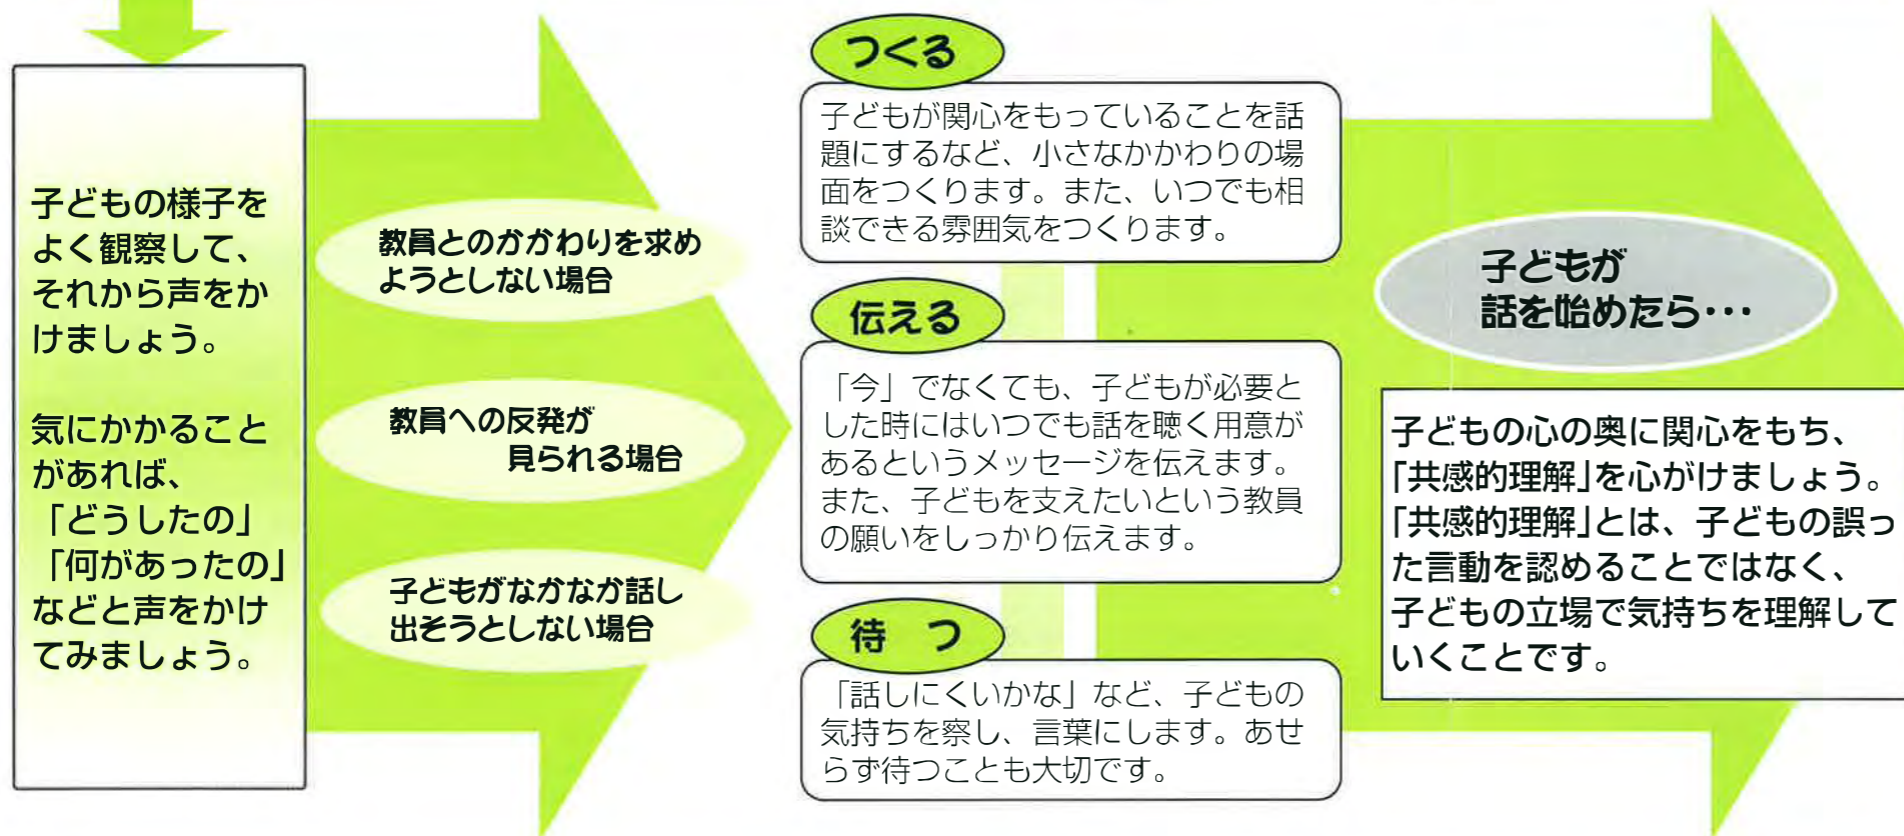 子どもの様子を
よく観察して、
それから声をか
けましょう。
気にかかること
があれば、
「どうしたの」
「何があったの」
などと声をかけ
てみましょう。
教員とのかかわりを求め
ようとしない場合
教員への反発が
見られる場合
子どもがなかなか話し
出そうとしない場合
つくる
子どもが関心をもっていることを話
題にするなど、小さなかかわりの場
面をつくります。また、いつでも相
談できる雰囲気をつくります。
伝える
「今」でなくても、子どもが必要と
した時にはいつでも話を聴く用意が
あるというメッセージを伝えます。
また、子どもを支えたいという教員
の願いをしっかり伝えます。
待 つ
「話しにくいかな」など、子どもの
気持ちを察し、言葉にします。あせ
らず待つことも大切です。
子どもが
話を始めたら・・・
子どもの心の奥に関心をもち、
「共感的理解」を心がけましょう。
「共感的理解」とは、子どもの誤っ
た言動を認めることではなく、
子どもの立場で気持ちを理解して
いくことです。